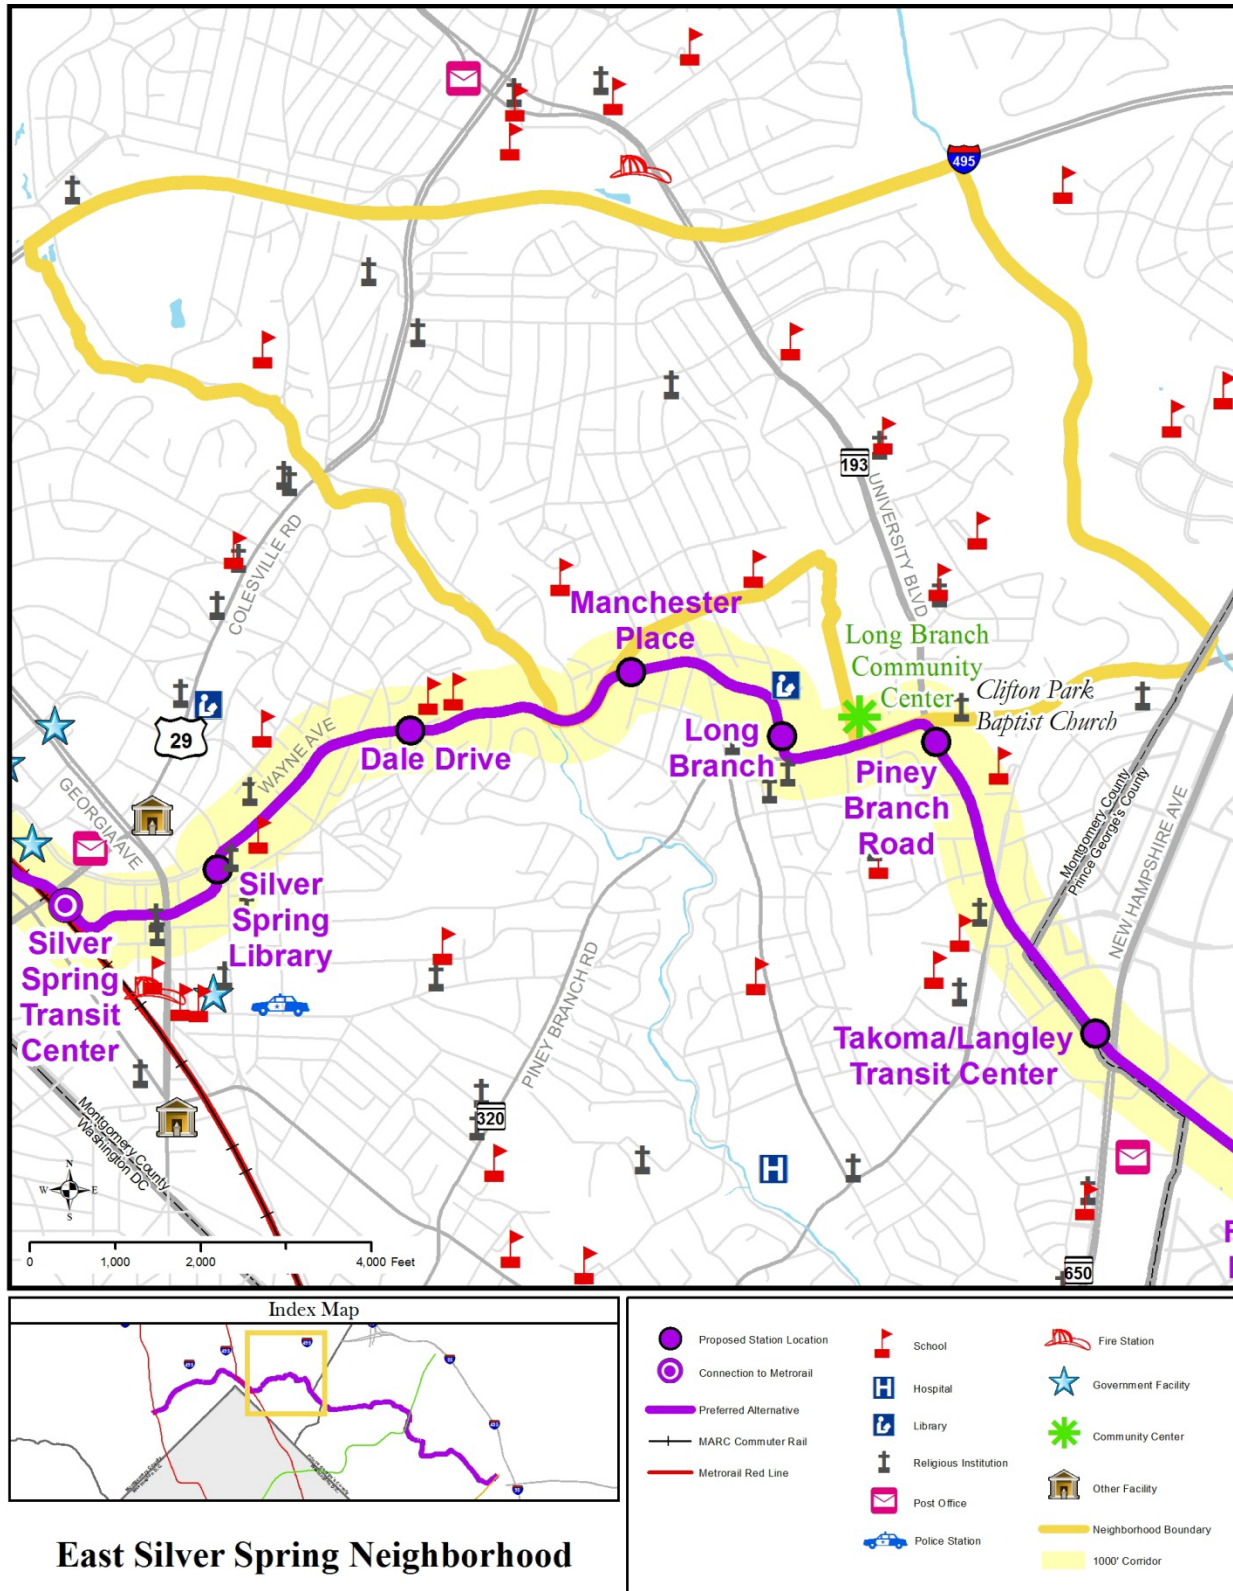 495
193
UNIVERSITY BLVD
COLESVILLE RD
Manchester
Place
Long Branch
Community
Center
Clifton Park
Baptist Church
29
WAYNE AVE
Dale Drive
Long
Branch
Piney
Branch
Road
GEORGIA AVE
Montgomery County
Prince George's County
NEW HAMPSHIRE AVE
Silver
Spring
Library
Silver
Spring
Transit
Center
PINEY BRANCH RD
Takoma/Langley
Transit Center
320
Montgomery County
Washington DC
N
W E
S
0 1,000 2,000 4,000 Feet
650
Index Map
East Silver Spring Neighborhood
Proposed Station Location
Connection to Metrorail
Preferred Alternative
MARC Commuter Rail
Metrorail Red Line
School
Hospital
Library
Religious Institution
Post Office
Police Station
Fire Station
Government Facility
Community Center
Other Facility
Neighborhood Boundary
1000' Corridor